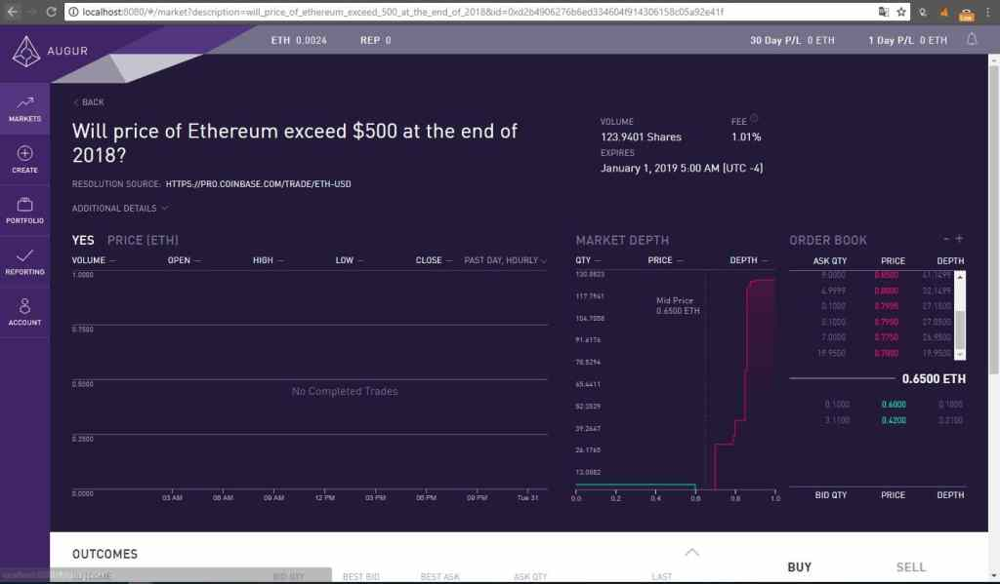 localhost:8080/#/market?description=will_price_of_ethereum_exceed_500_at_the_end_of_2018&id=0xd2b4906276b6ed334604f914306158c05a92e41f
AUGUR
ETH 0.0024 REP 0 30 Day P/L 0 ETH 1 Day P/L 0 ETH
MARKETS
CREATE
PORTFOLIO
REPORTING
ACCOUNT
BACK
Will price of Ethereum exceed $500 at the end of
2018?
RESOLUTION SOURCE: HTTPS://PRO.COINBASE.COM/TRADE/ETH-USD
ADDITIONAL DETAILS
VOLUME FEE
123.9401 Shares 1.01%
EXPIRES
January 1, 2019 5:00 AM [UTC -4]
YES PRICE (ETH)
VOLUME — OPEN — HIGH — LOW — CLOSE — PAST DAY, HOURLY
1.0000
0.7500
0.5000
No Completed Trades
0.2500
0.0000
03 AM 06 AM 09 AM 12 PM 03 PM 06 PM 09 PM Tue 31
MARKET DEPTH
QTY — PRICE — DEPTH —
130.8823
117.7941
104.7058
91.6176
78.5294
65.4411
52.3529
39.2647
26.1765
13.0882
Mid Price
0.6500 ETH
0.0 0.2 0.4 0.6 0.8 1.0
ORDER BOOK - +
ASK QTY PRICE DEPTH
9.0000 0.8500 41.1499
4.9999 0.8000 32.1499
0.1000 0.7995 27.1500
0.1000 0.7950 27.0500
7.0000 0.7750 26.9500
19.9500 0.7000 19.9500
0.6500 ETH
0.1000 0.6000 0.1000
3.1100 0.4200 3.2100
BID QTY PRICE DEPTH
OUTCOMES
OUTCOME BID QTY BEST BID BEST ASK ASK QTY LAST
BUY SELL